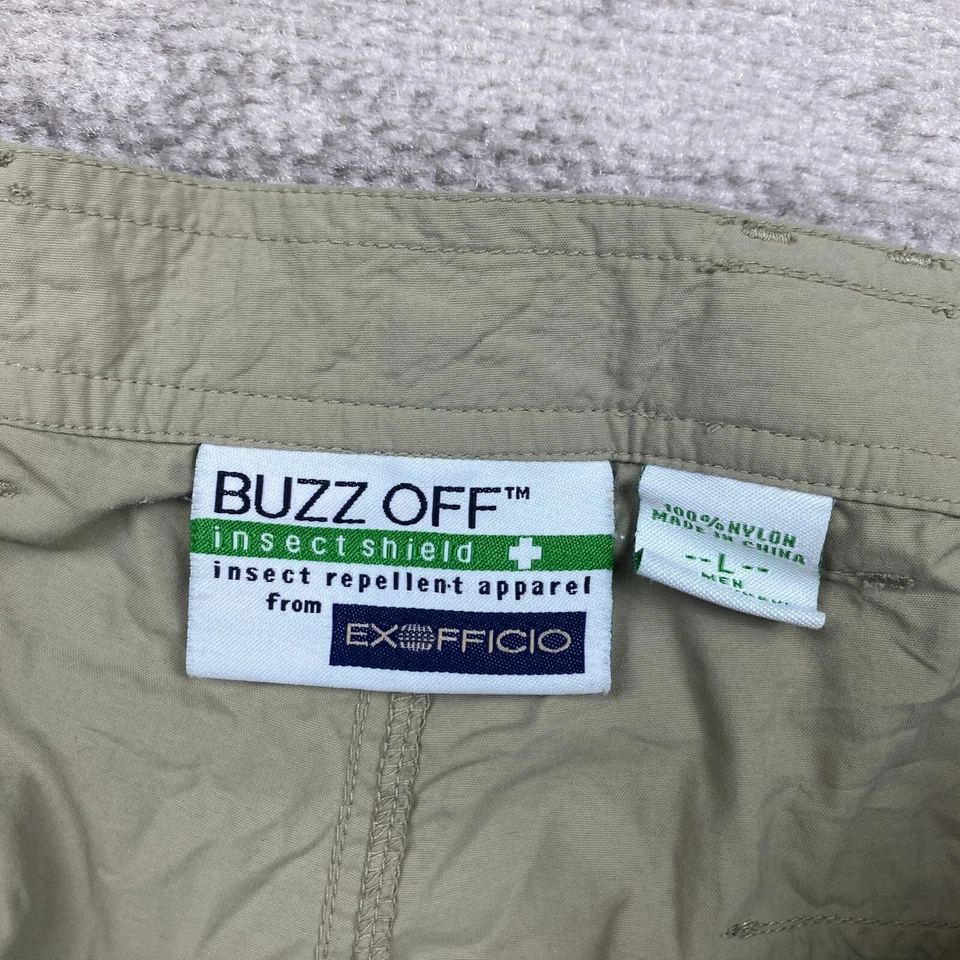 BUZZ OFF™
insect shield
insect repellent apparel
from
EXOFFICIO
100% NYLON
MADE IN CHINA
--L--
MEN